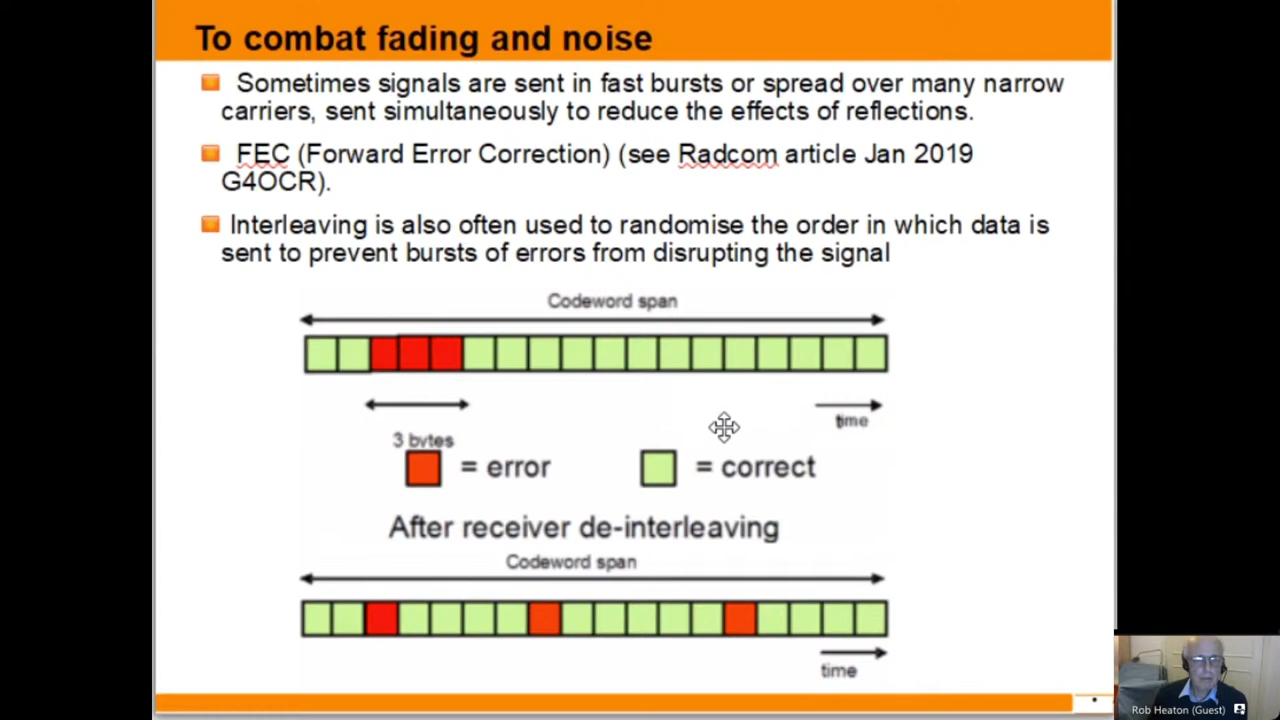 To combat fading and noise
Sometimes signals are sent in fast bursts or spread over many narrow
carriers, sent simultaneously to reduce the effects of reflections.
FEC (Forward Error Correction) (see Radcom article Jan 2019
G4OCR).
Interleaving is also often used to randomise the order in which data is
sent to prevent bursts of errors from disrupting the signal
Codeword span
time
3 bytes
= error
= correct
After receiver de-interleaving
Codeword span
time
Rob Heaton (Guest)